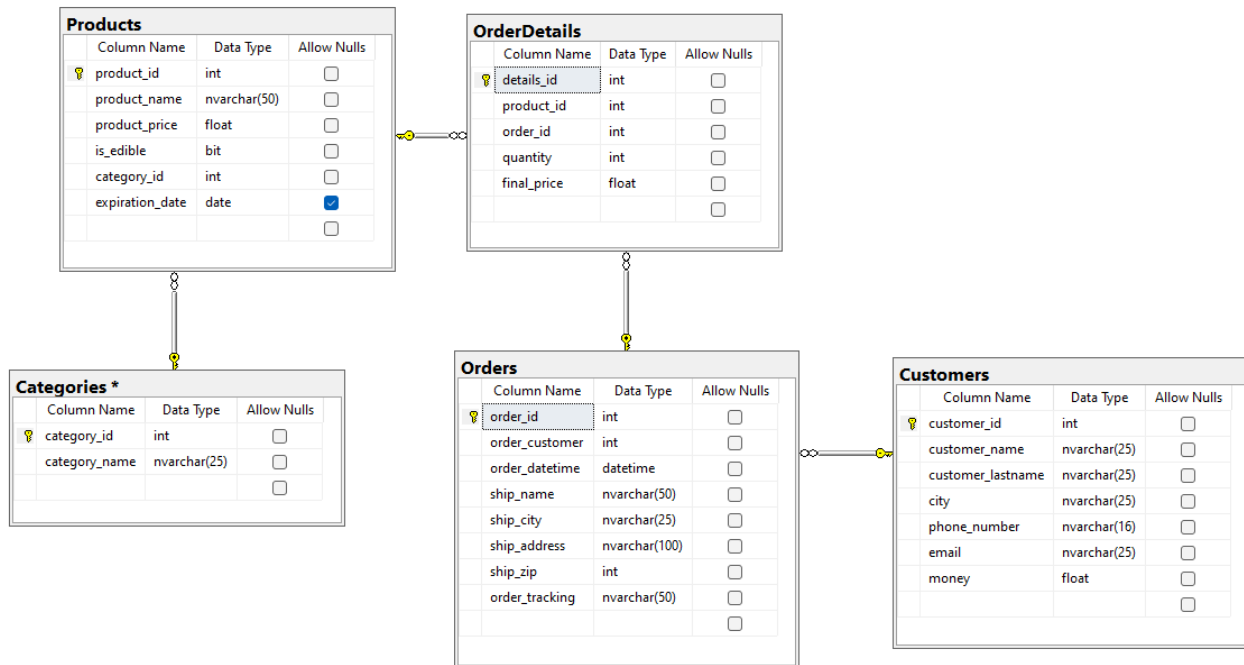 Products
Column Name Data Type Allow Nulls
product_id int
product_name nvarchar(50)
product_price float
is_edible bit
category_id int
expiration_date date
OrderDetails
Column Name Data Type Allow Nulls
details_id int
product_id int
order_id int
quantity int
final_price float
Categories *
Column Name Data Type Allow Nulls
category_id int
category_name nvarchar(25)
Orders
Column Name Data Type Allow Nulls
order_id int
order_customer int
order_datetime datetime
ship_name nvarchar(50)
ship_city nvarchar(25)
ship_address nvarchar(100)
ship_zip int
order_tracking nvarchar(50)
Customers
Column Name Data Type Allow Nulls
customer_id int
customer_name nvarchar(25)
customer_lastname nvarchar(25)
city nvarchar(25)
phone_number nvarchar(16)
email nvarchar(25)
money float